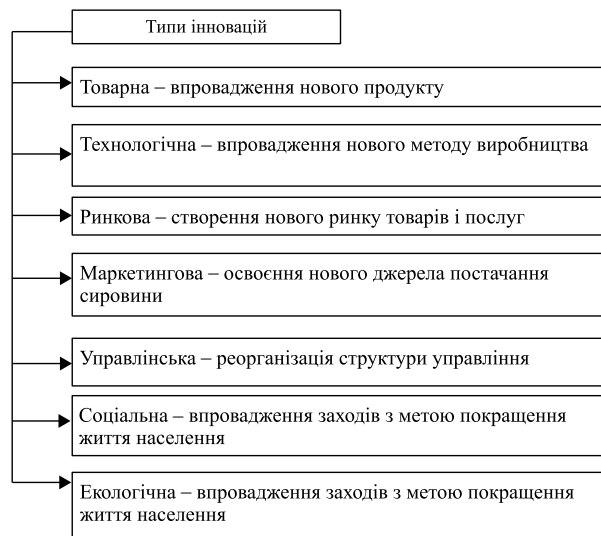 Типи інновацій
Товарна – впровадження нового продукту
Технологічна – впровадження нового методу виробництва
Ринкова – створення нового ринку товарів і послуг
Маркетингова – освоєння нового джерела постачання
сировини
Управлінська – реорганізація структури управління
Соціальна – впровадження заходів з метою покращення
життя населення
Екологічна – впровадження заходів з метою покращення
життя населення